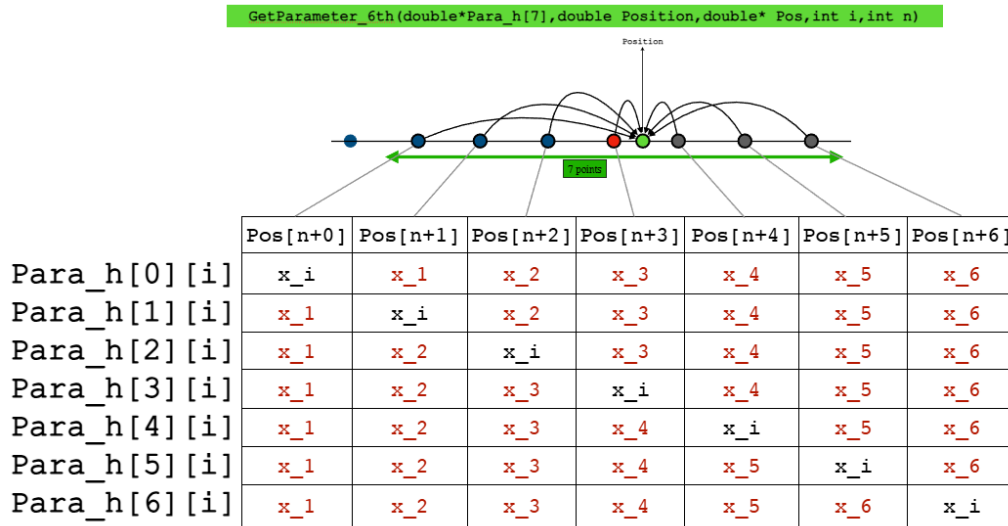 GetParameter_6th(double*Para_h[7],double Position,double* Pos,int i,int n)
Position
7 points
Pos[n+0] Pos[n+1] Pos[n+2] Pos[n+3] Pos[n+4] Pos[n+5] Pos[n+6]
Para_h[0][i] x_i x_1 x_2 x_3 x_4 x_5 x_6
Para_h[1][i] x_1 x_i x_2 x_3 x_4 x_5 x_6
Para_h[2][i] x_1 x_2 x_i x_3 x_4 x_5 x_6
Para_h[3][i] x_1 x_2 x_3 x_i x_4 x_5 x_6
Para_h[4][i] x_1 x_2 x_3 x_4 x_i x_5 x_6
Para_h[5][i] x_1 x_2 x_3 x_4 x_5 x_i x_6
Para_h[6][i] x_1 x_2 x_3 x_4 x_5 x_6 x_i